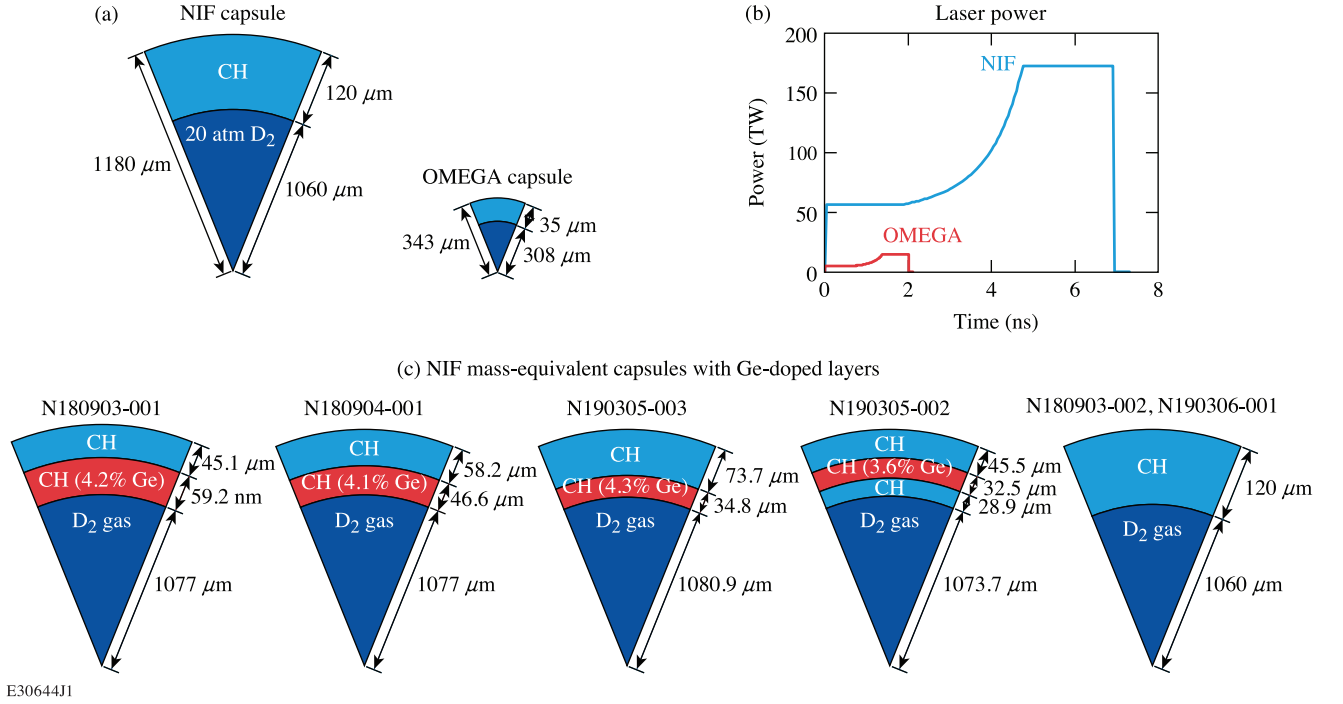 (a)
NIF capsule
CH
20 atm D2
120 μm
1180 μm
1060 μm
OMEGA capsule
343 μm
35 μm
308 μm
(b)
Laser power
Power (TW)
200
150
100
50
0
NIF
OMEGA
0 2 4 6 8
Time (ns)
(c) NIF mass-equivalent capsules with Ge-doped layers
N180903-001
CH
CH (4.2% Ge)
D2 gas
45.1 μm
59.2 nm
1077 μm
N180904-001
CH
CH (4.1% Ge)
D2 gas
58.2 μm
46.6 μm
1077 μm
N190305-003
CH
CH (4.3% Ge)
D2 gas
73.7 μm
34.8 μm
1080.9 μm
N190305-002
CH
CH (3.6% Ge)
CH
D2 gas
45.5 μm
32.5 μm
28.9 μm
1073.7 μm
N180903-002, N190306-001
CH
D2 gas
120 μm
1060 μm
E30644J1